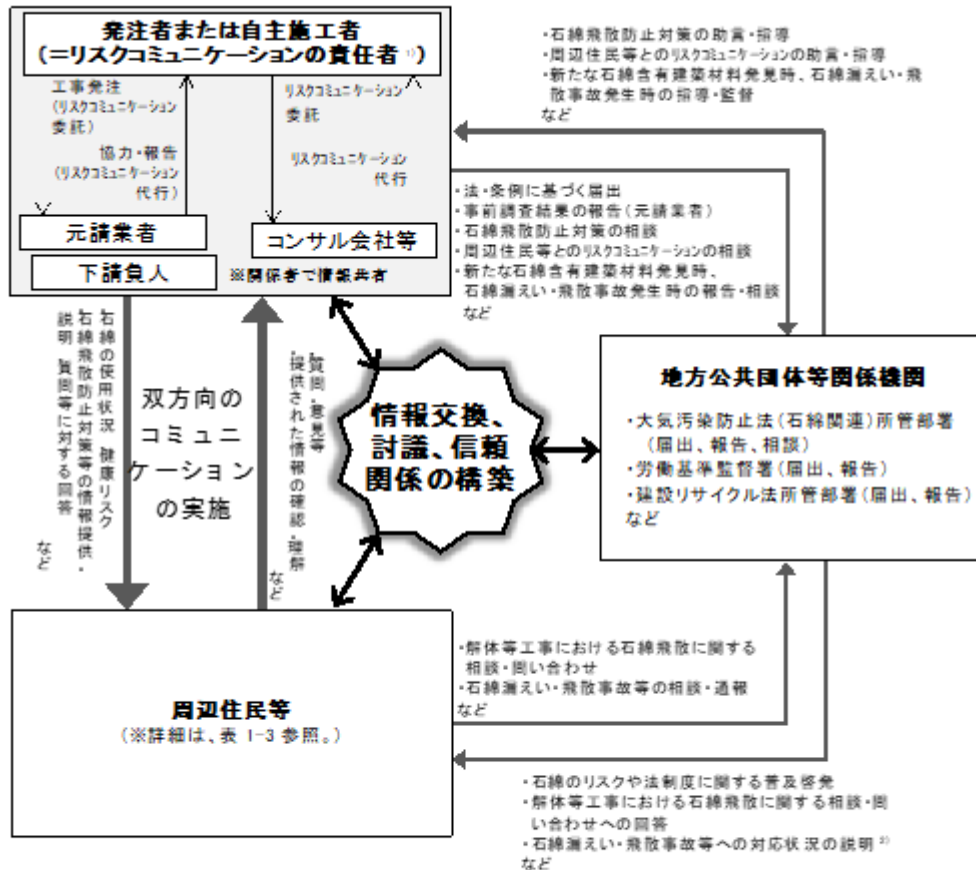 発注者または自主施工者
(=リスクコミュニケーションの責任者 1))
工事発注
(リスクコミュニケーション
委託)
協力・報告
(リスクコミュニケーション
代行)
リスクコミュニケーション
委託
リスクコミュニケーション
代行
元請業者
下請負人
コンサル会社等
※関係者で情報共有
・石綿飛散防止対策の助言・指導
・周辺住民等とのリスクコミュニケーションの助言・指導
・新たな石綿含有建築材料発見時、石綿漏えい・飛
散事故発生時の指導・監督
など
・法・条例に基づく届出
・事前調査結果の報告(元請業者)
・石綿飛散防止対策の相談
・周辺住民等とのリスクコミュニケーションの相談
・新たな石綿含有建築材料発見時、
石綿漏えい・飛散事故発生時の報告・相談
など
・石綿の使用状況、健康リスク、
石綿飛散防止対策等の情報提供・
説明、質問等に対する回答
など
双方向の
コミュニ
ケーション
の実施
・質問・意見等
・提供された情報の確認・理解
など
情報交換、
討議、信頼
関係の構築
地方公共団体等関係機関
・大気汚染防止法(石綿関連)所管部署
(届出、報告、相談)
・労働基準監督署(届出、報告)
・建設リサイクル法所管部署(届出、報告)
など
周辺住民等
(※詳細は、表 1-3 参照。)
・解体等工事における石綿飛散に関する
相談・問い合わせ
・石綿漏えい・飛散事故等の相談・通報
など
・石綿のリスクや法制度に関する普及啓発
・解体等工事における石綿飛散に関する相談・問
い合わせへの回答
・石綿漏えい・飛散事故等への対応状況の説明 2)
など